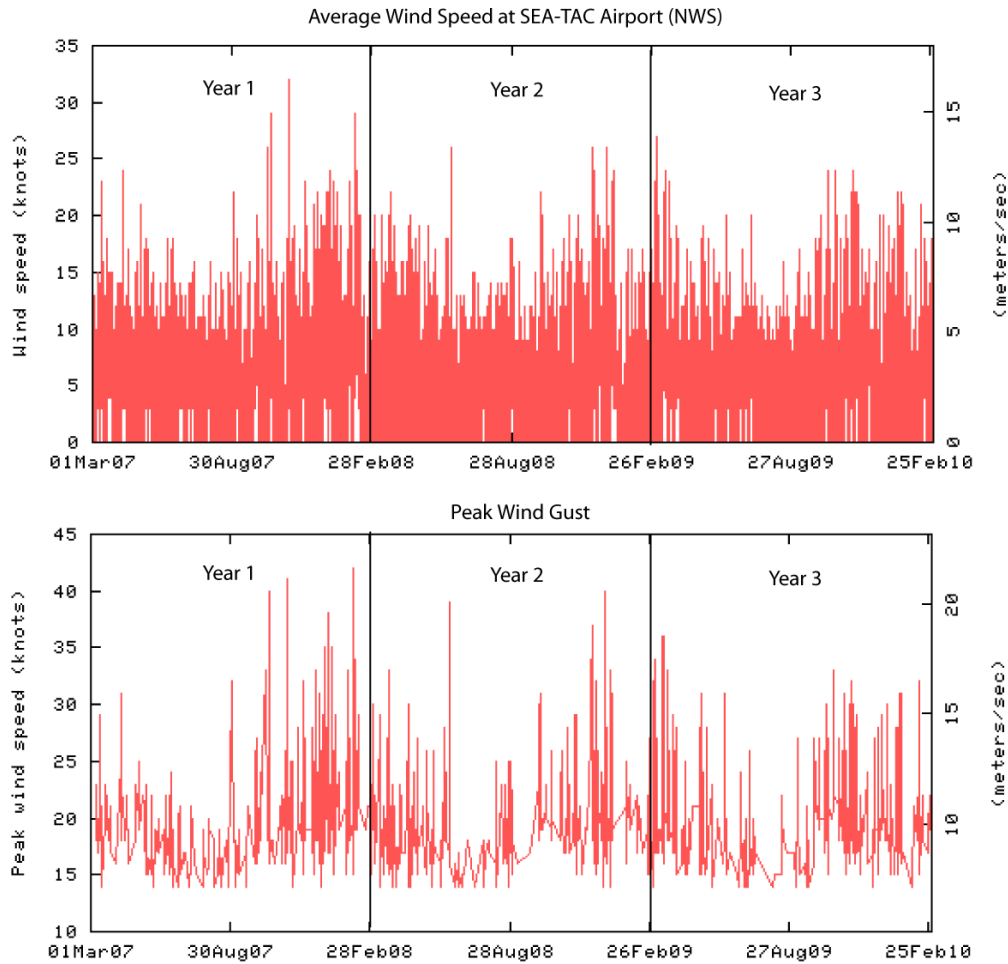 Average Wind Speed at SEA-TAC Airport (NWS)
35
30
25
20
15
10
5
0
Wind speed (knots)
Year 1
Year 2
Year 3
15
10
5
0
(meters/sec)
01Mar07 30Aug07 28Feb08 28Aug08 26Feb09 27Aug09 25Feb10
Peak Wind Gust
45
40
35
30
25
20
15
10
Peak wind speed (knots)
Year 1
Year 2
Year 3
20
15
10
(meters/sec)
01Mar07 30Aug07 28Feb08 28Aug08 26Feb09 27Aug09 25Feb10